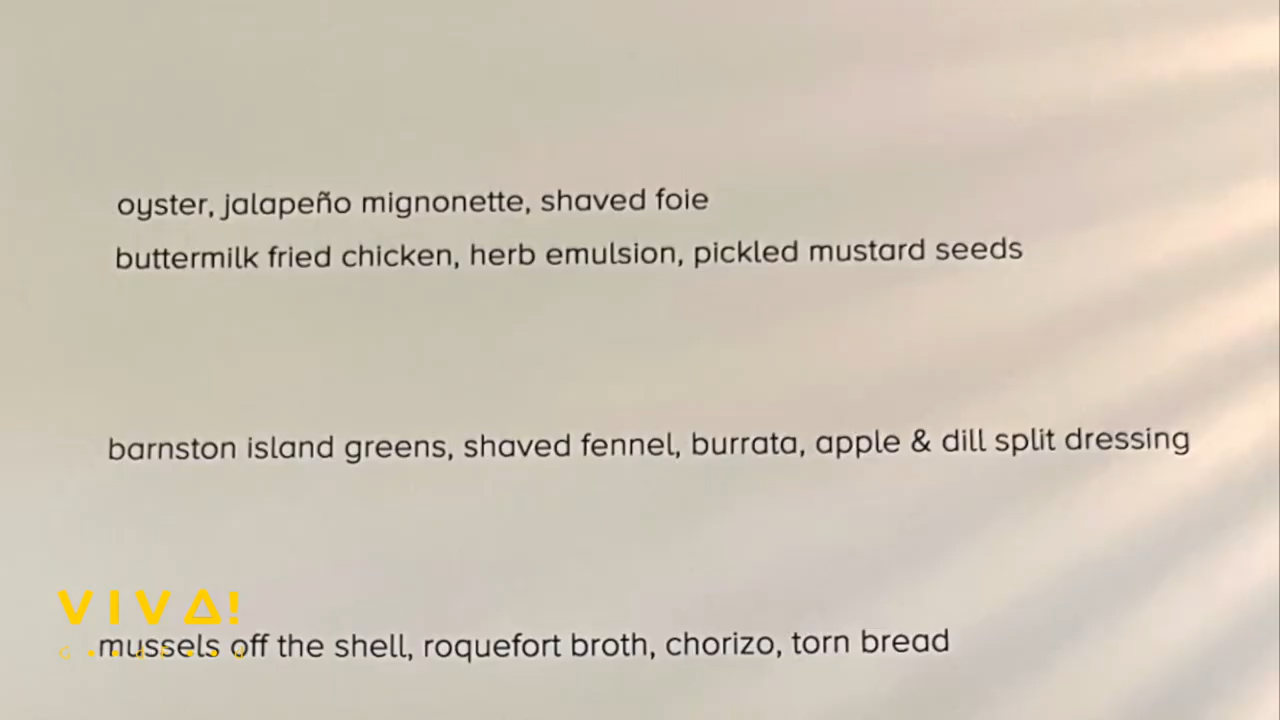 oyster, jalapeño mignonette, shaved foie
buttermilk fried chicken, herb emulsion, pickled mustard seeds
barnston island greens, shaved fennel, burrata, apple & dill split dressing
VIVA!
mussels off the shell, roquefort broth, chorizo, torn bread